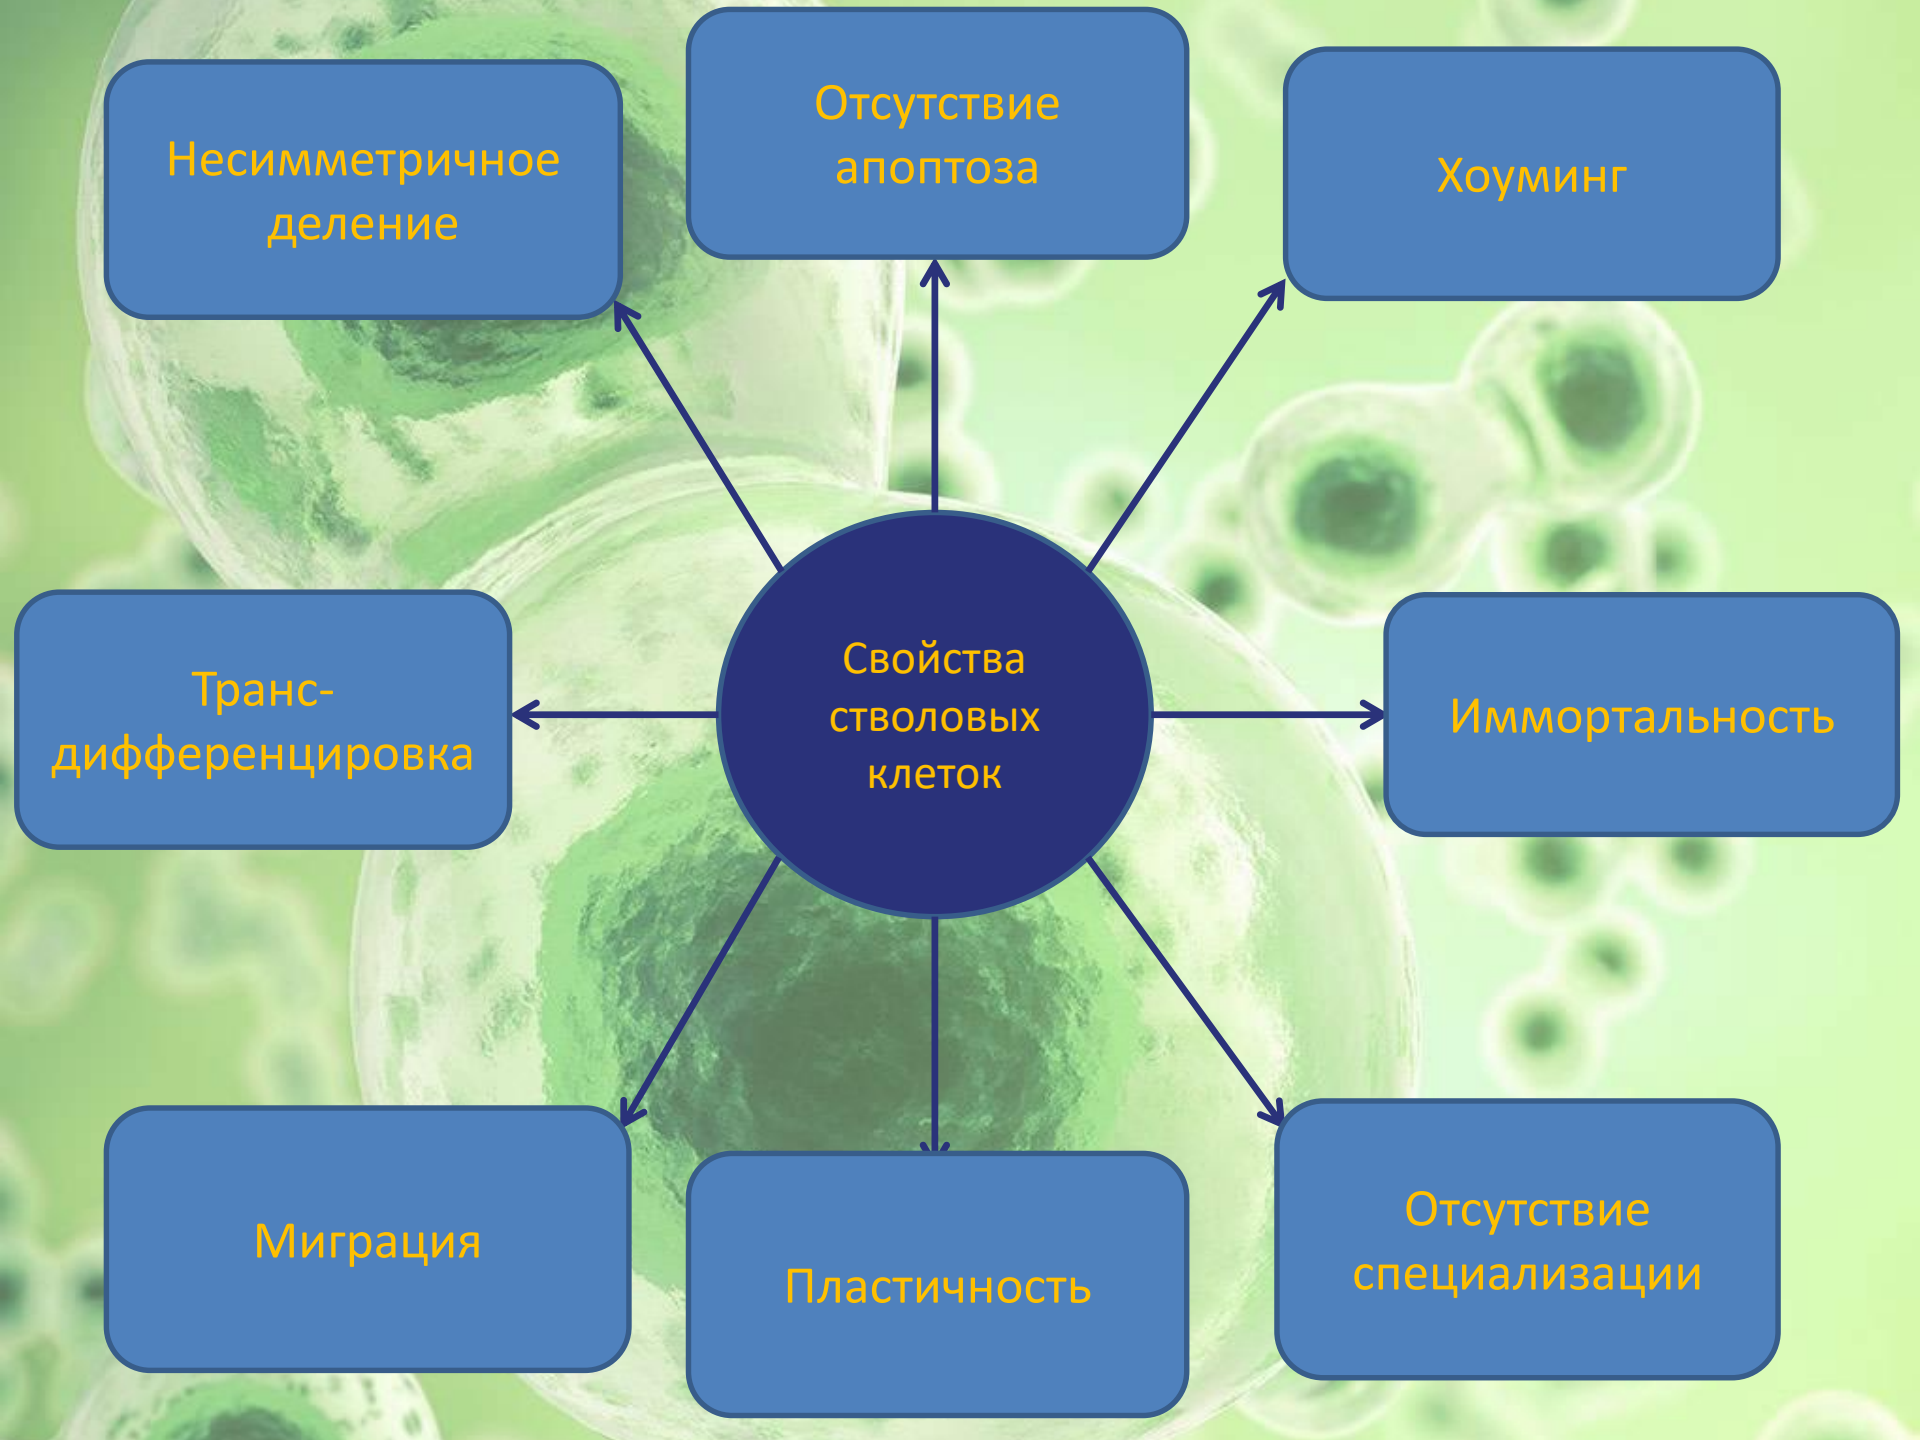 Отсутствие
апоптоза
Несимметричное
деление
Хоуминг
Свойства
стволовых
клеток
Транс-
дифференцировка
Иммортальность
Миграция
Пластичность
Отсутствие
специализации